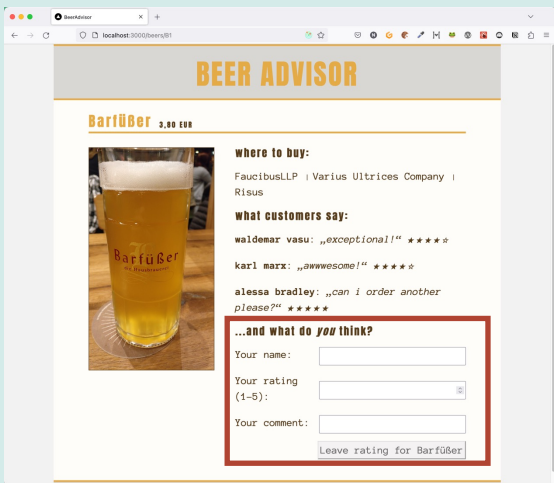 BeerAdvisor
localhost:3000/beers/B1
BEER ADVISOR
Barfüßer 3,80 EUR
where to buy:
FaucibusLLP | Varius Ultrices Company |
Risus
what customers say:
waldemar vasu: „exceptional!“ ★★★★☆
karl marx: „awwwesome!“ ★★★★☆
alessa bradley: „can i order another
please?“ ★★★★★
...and what do you think?
Your name:
Your rating
(1-5):
Your comment:
Leave rating for Barfüßer
Barfüßer